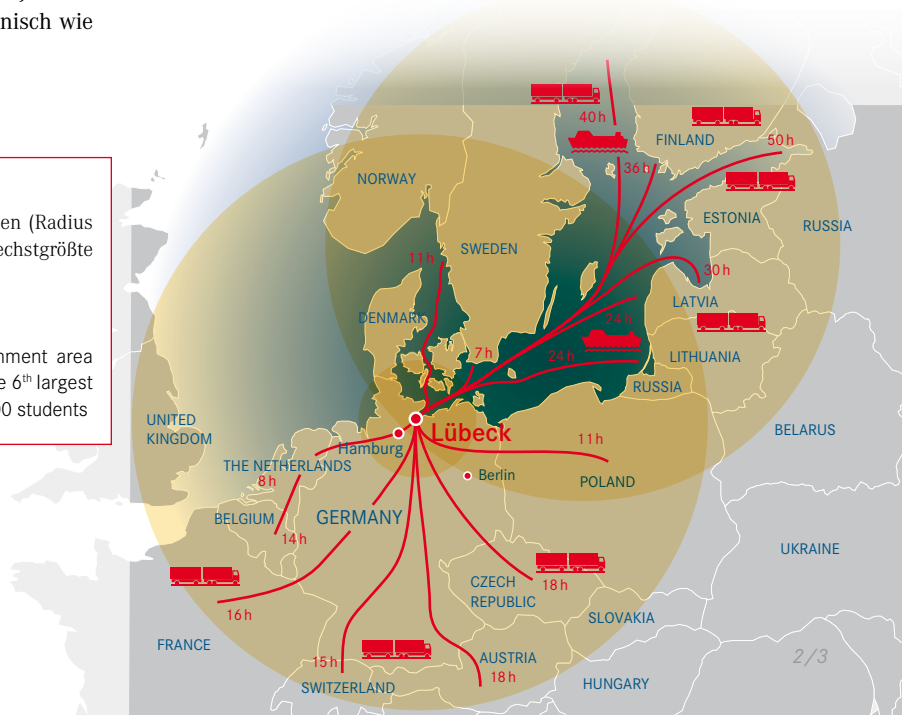 nisch wie
en (Radius
echstgrößte
nment area
e 6th largest
00 students
40 h
FINLAND
50 h
36 h
NORWAY
ESTONIA
RUSSIA
SWEDEN
11 h
30 h
LATVIA
DENMARK
24 h
7 h
24 h
LITHUANIA
RUSSIA
UNITED
KINGDOM
Lübeck
Hamburg
11 h
BELARUS
THE NETHERLANDS
8 h
Berlin
POLAND
BELGIUM
GERMANY
14 h
UKRAINE
CZECH
REPUBLIC
18 h
16 h
SLOVAKIA
FRANCE
15 h
AUSTRIA
18 h
2/3
SWITZERLAND
HUNGARY